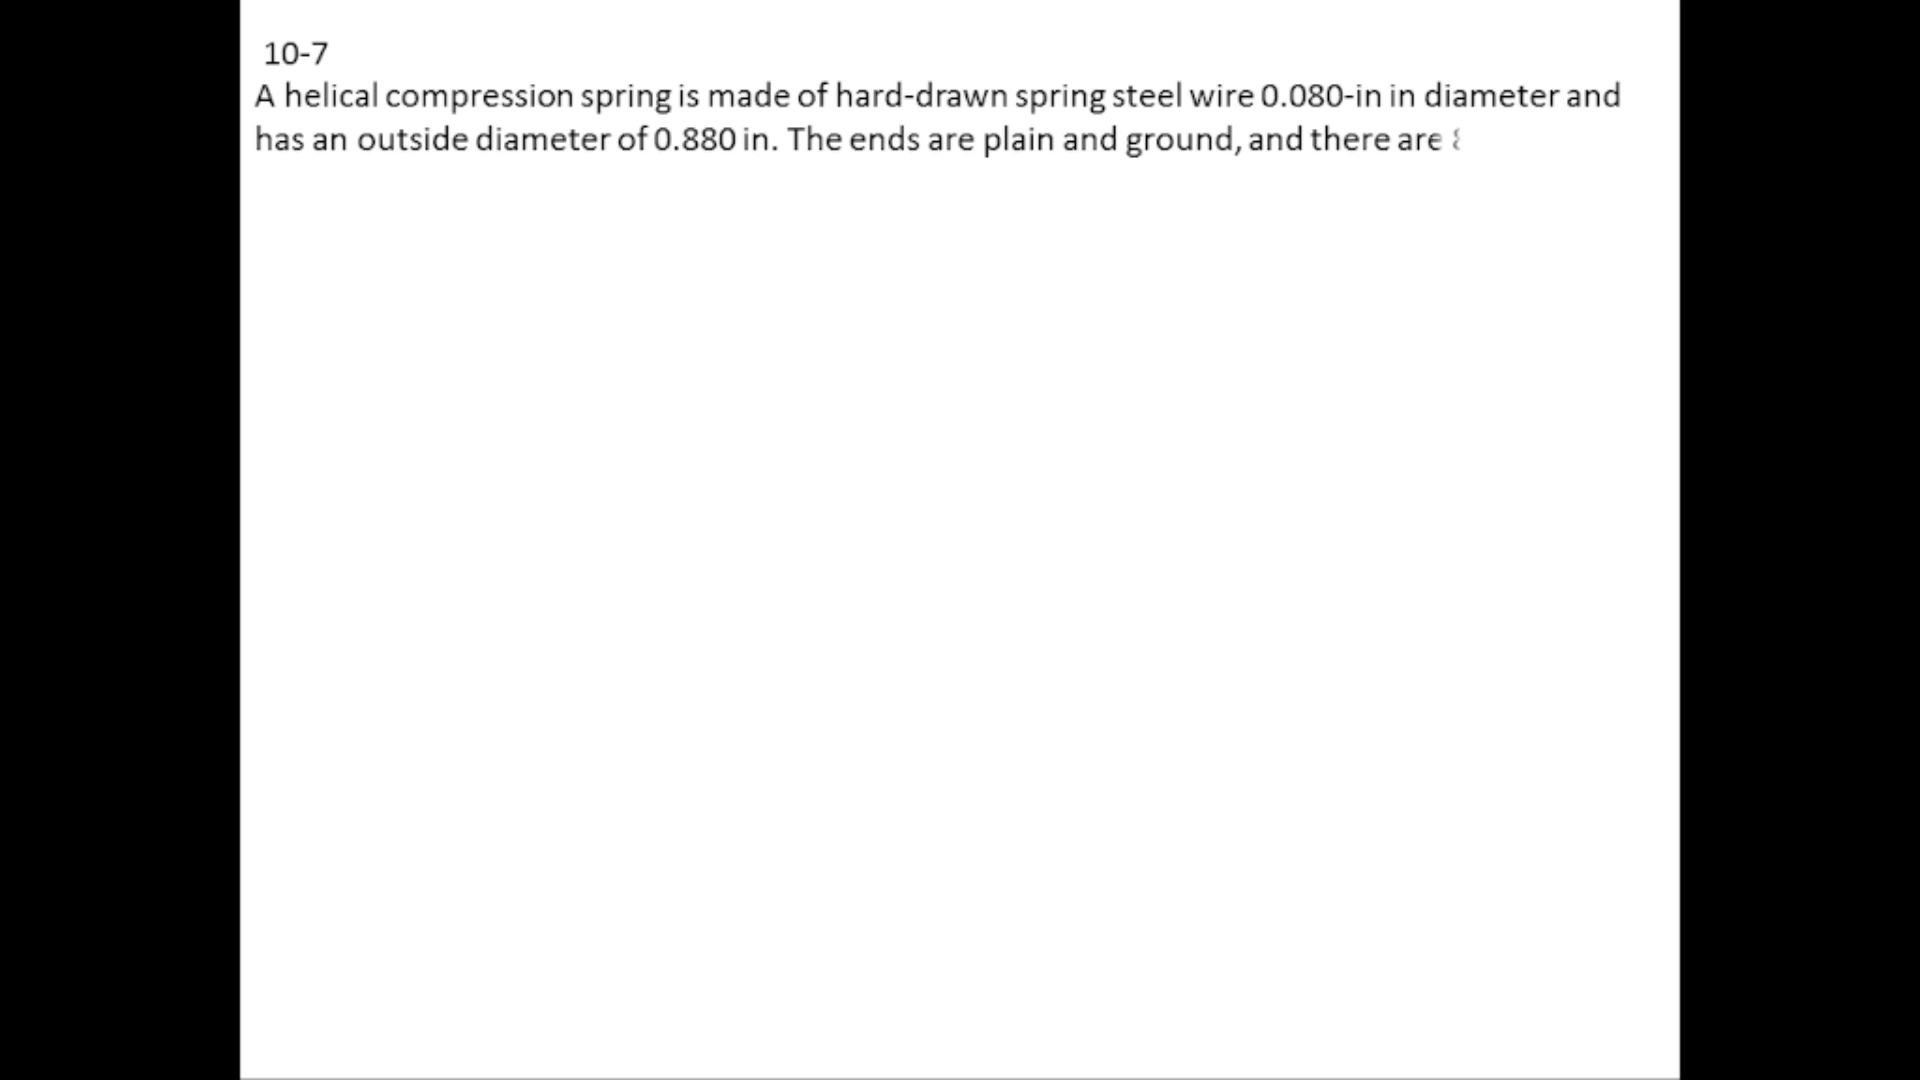 10-7
A helical compression spring is made of hard-drawn spring steel wire 0.080-in in diameter and
has an outside diameter of 0.880 in. The ends are plain and ground, and there are